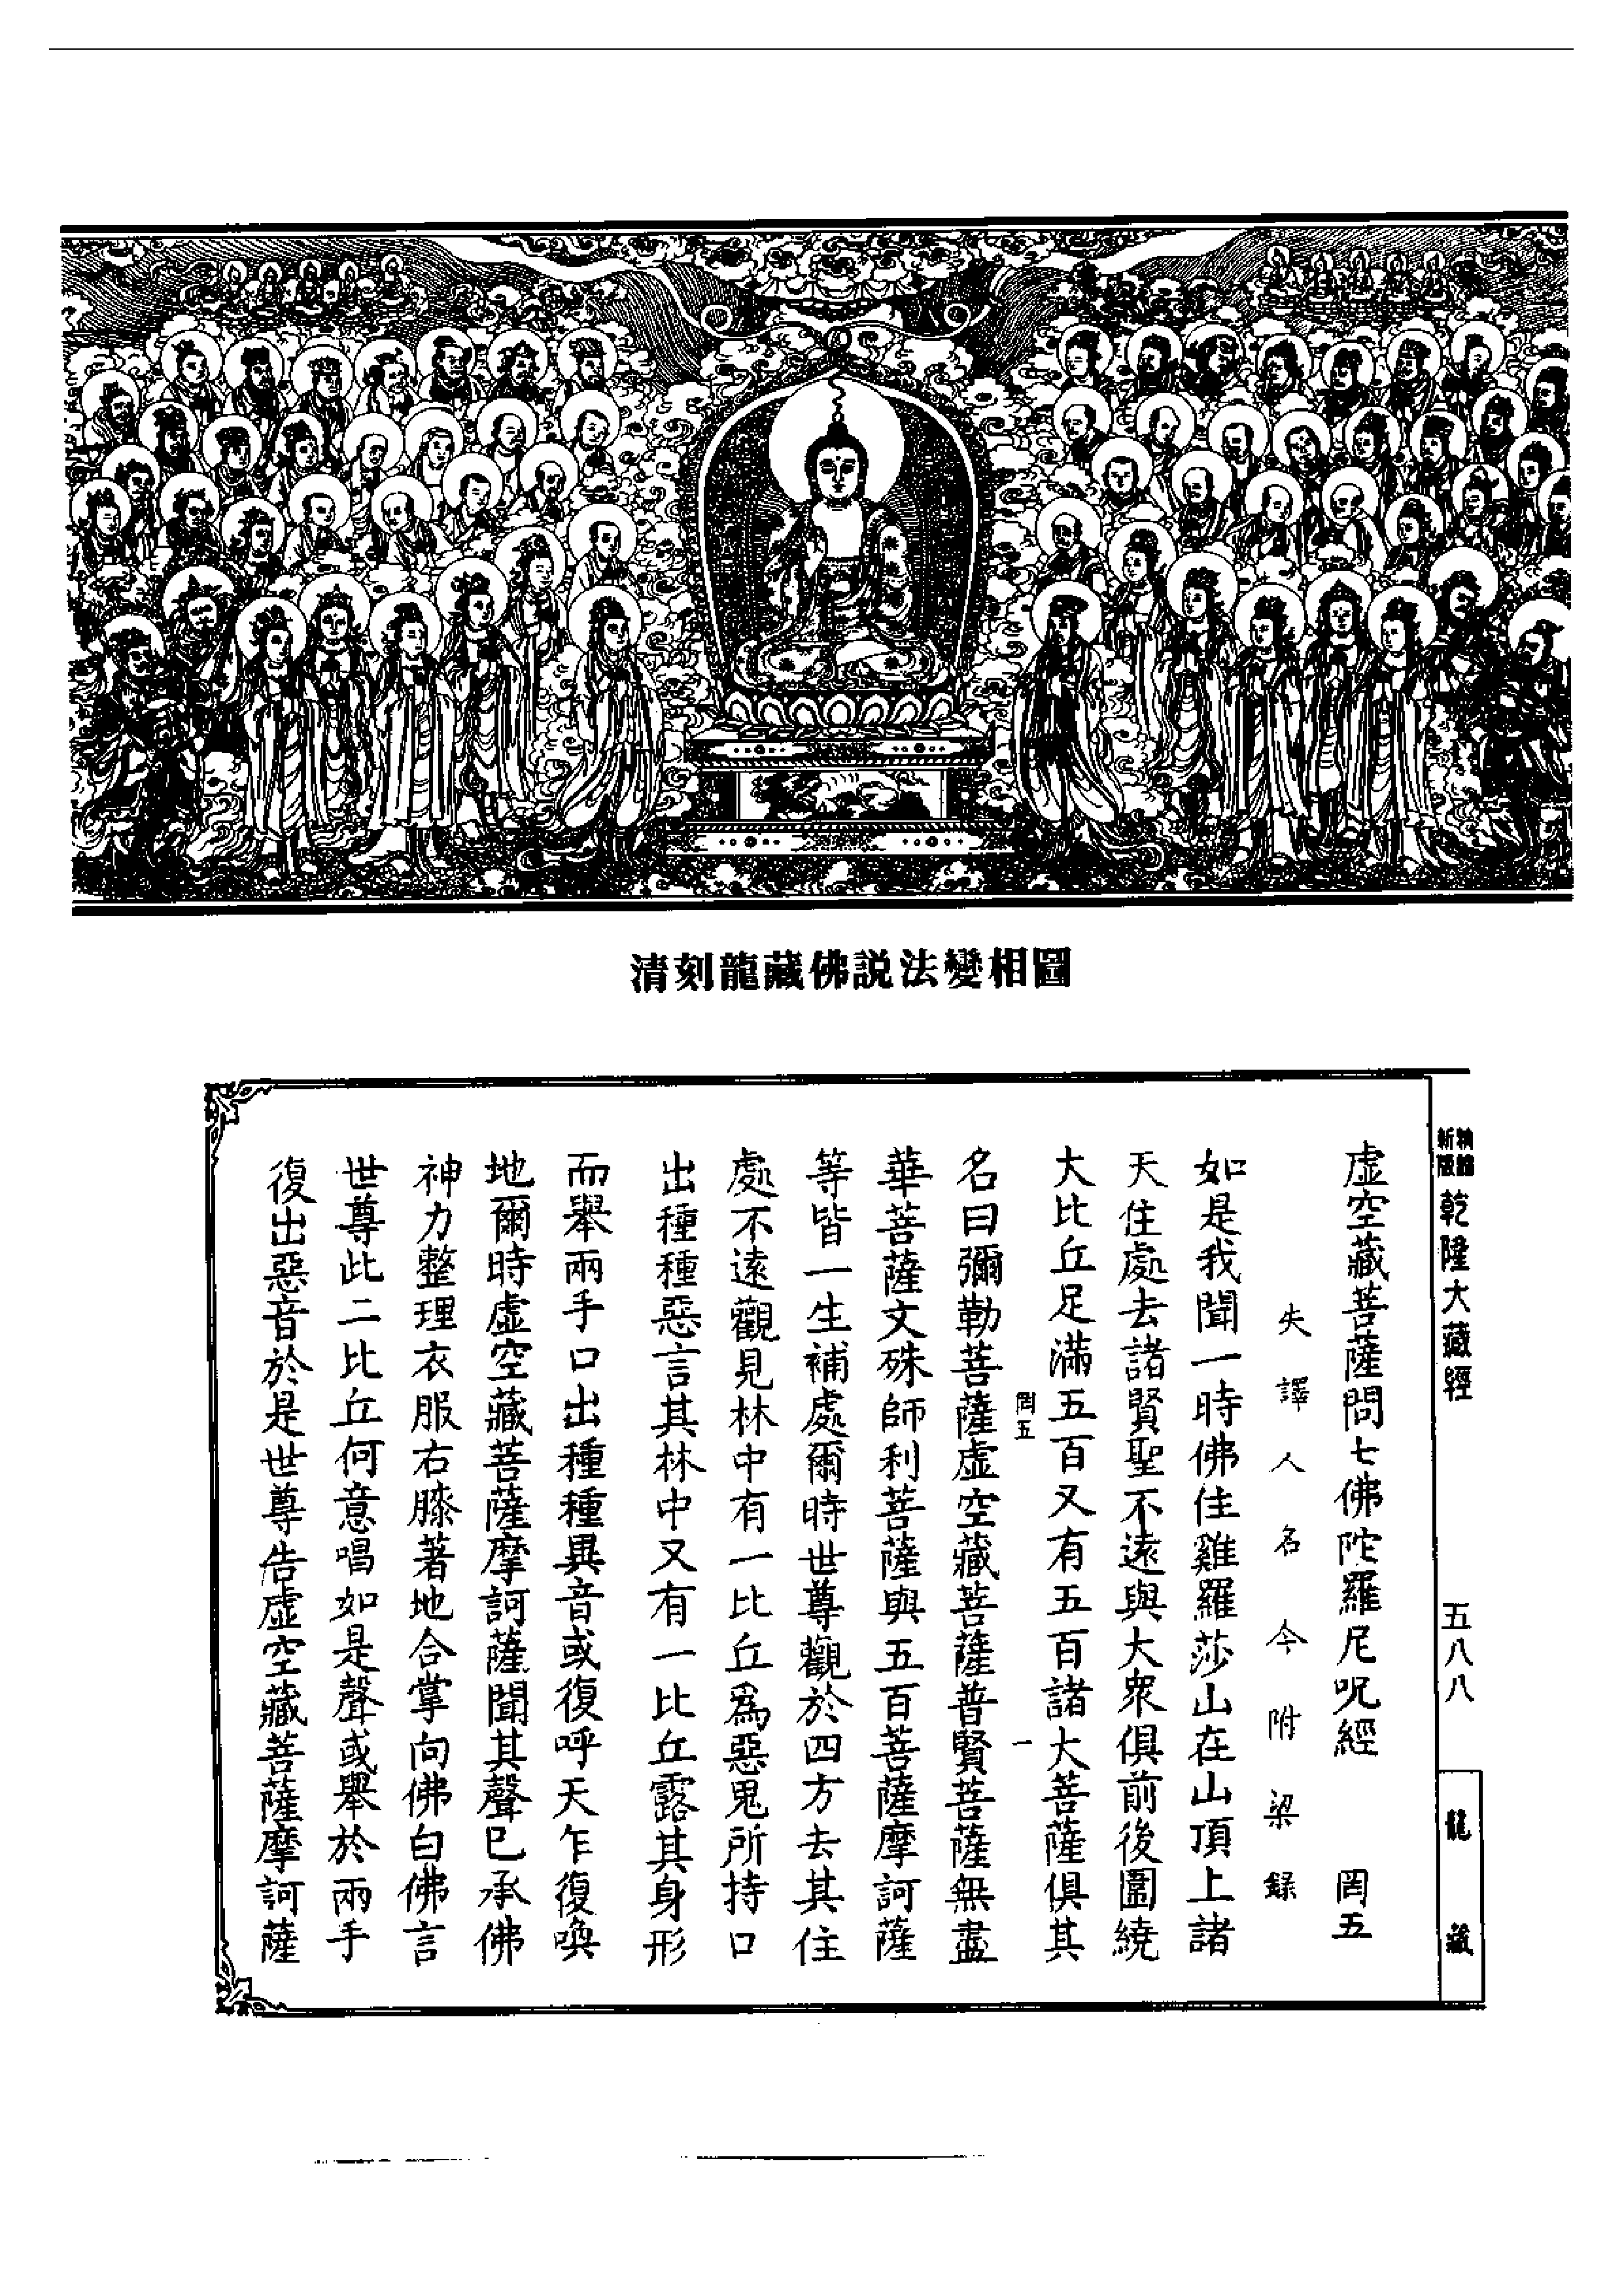 清刻龍藏佛説法變相圖
新編縮版
乾隆大藏經
五八八
龍藏
虛空藏菩薩問七佛陀羅尼呪經 罔五
失譯人名今附梁錄
如是我聞一時佛住雞羅莎山在山頂上諸
天住處去諸賢聖不遠與大衆俱前後圍繞
大比丘足滿五百又有五百諸大菩薩俱其
罔五 一
名曰彌勒菩薩虛空藏菩薩普賢菩薩無盡
華菩薩文殊師利菩薩與五百菩薩摩訶薩
等皆一生補處爾時世尊觀於四方去其住
處不遠觀見林中有一比丘爲惡鬼所持口
出種種惡言其林中又有一比丘露其身形
而舉兩手口出種種異音或復呼天乍復喚
地爾時虛空藏菩薩摩訶薩聞其聲已承佛
神力整理衣服右膝著地合掌向佛白佛言
世尊此二比丘何意唱如是聲或舉於兩手
復出惡音於是世尊告虛空藏菩薩摩訶薩